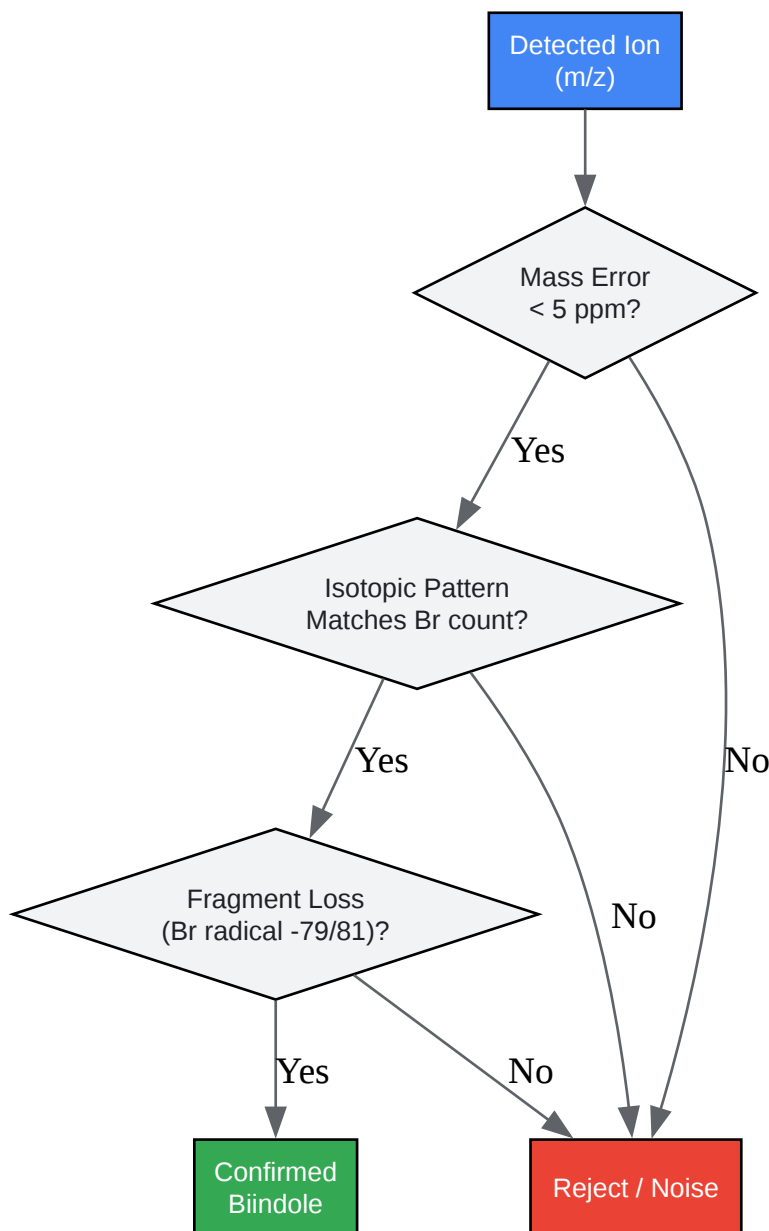 Detected Ion
(m/z)
Mass Error
< 5 ppm?
Yes
Isotopic Pattern
Matches Br count?
Yes
No
Fragment Loss
(Br radical -79/81)?
No
Yes
No
Confirmed
Biindole
Reject / Noise